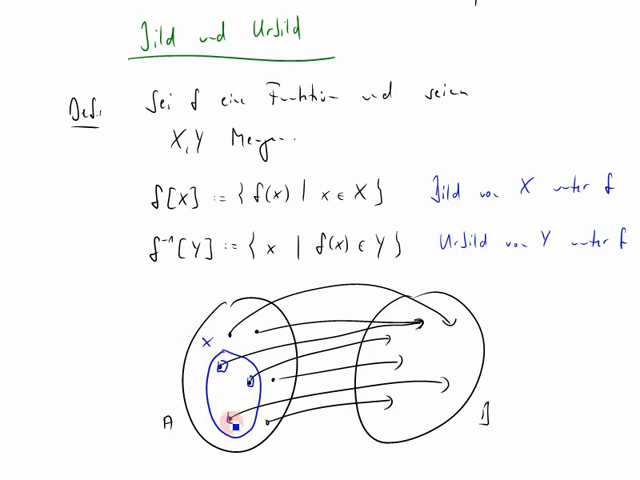 Bild und Urbild
Def.: Sei f eine Funktion und seien
X, Y Mengen.
f[X] := { f(x) | x ∈ X } Bild von X unter f
f⁻¹[Y] := { x | f(x) ∈ Y } Urbild von Y unter f
X
A B